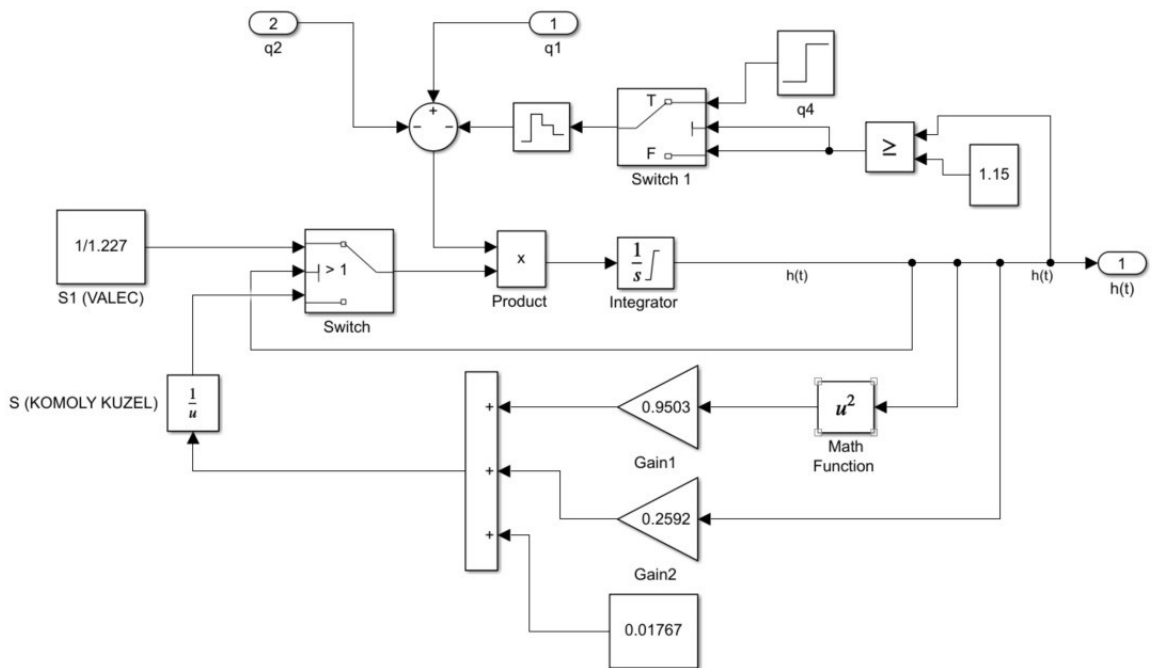 2
q2
1
q1
q4
T
F
Switch 1
≥
1.15
+
−
−
1/1.227
S1 (VALEC)
> 1
Switch
x
Product
1
s
Integrator
h(t)
h(t)
1
h(t)
S (KOMOLY KUZEL)
1
u
+
+
+
0.9503
Gain1
u²
Math
Function
0.2592
Gain2
0.01767